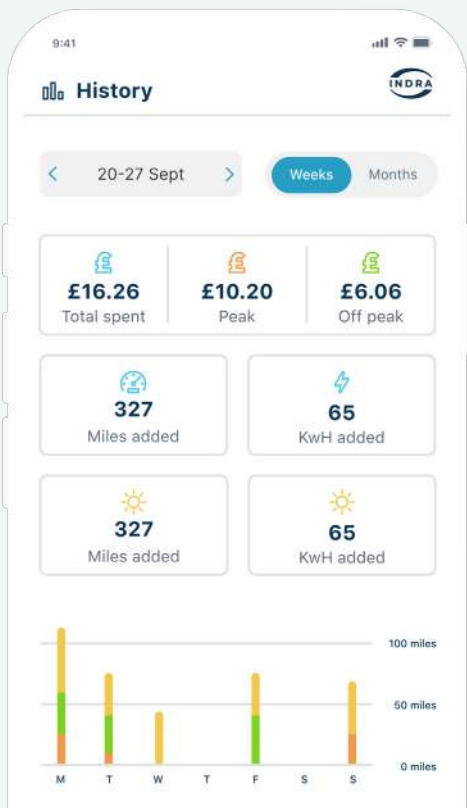 9:41
History
INDRA
20-27 Sept
Weeks
Months
£16.26
£10.20
£6.06
Total spent
Peak
Off peak
327
65
Miles added
KwH added
327
65
Miles added
KwH added
100 miles
50 miles
0 miles
M T W T F S S